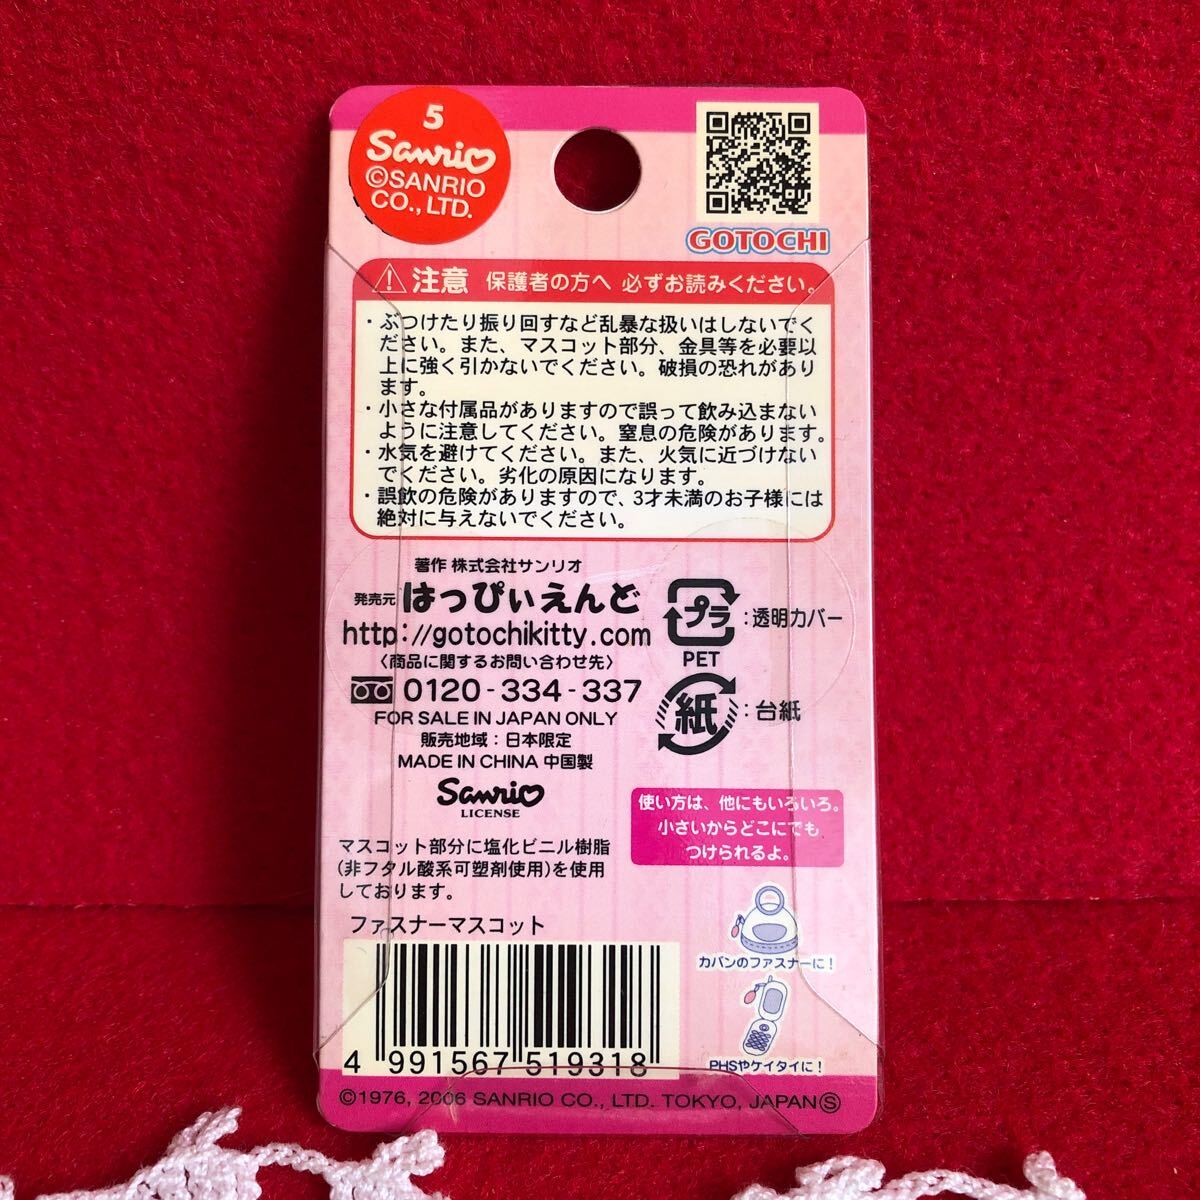 5
Sanrio
©SANRIO
CO.,LTD.
GOTOCHI
注意 保護者の方へ 必ずお読みください。
・ぶつけたり振り回すなど乱暴な扱いはしないでく
ださい。また、マスコット部分、金具等を必要以
上に強く引かないでください。破損の恐れがあり
ます。
・小さな付属品がありますので誤って飲み込まない
ように注意してください。窒息の危険があります。
・水気を避けてください。また、火気に近づけない
でください。劣化の原因になります。
・誤飲の危険がありますので、3才未満のお子様には
絶対に与えないでください。
著作 株式会社サンリオ
発売元 はっぴぃえんど
http://gotochikitty.com
〈商品に関するお問い合わせ先〉
0120-334-337
FOR SALE IN JAPAN ONLY
販売地域：日本限定
MADE IN CHINA 中国製
Sanrio
LICENSE
プラ :透明カバー
PET
紙 :台紙
マスコット部分に塩化ビニル樹脂
(非フタル酸系可塑剤使用)を使用
しております。
ファスナーマスコット
使い方は、他にもいろいろ。
小さいからどこにでも
つけられるよ。
カバンのファスナーに！
PHSやケイタイに！
4 991567 519318
©1976, 2006 SANRIO CO., LTD. TOKYO, JAPAN Ⓢ